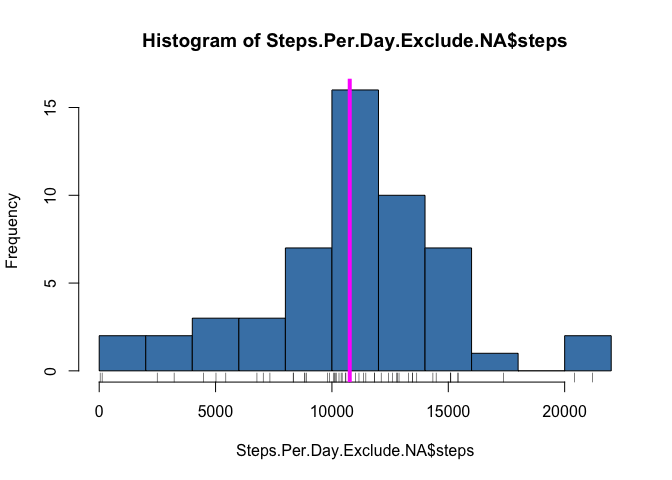 Histogram of Steps.Per.Day.Exclude.NA$steps
15
10
5
0
Frequency
0 5000 10000 15000 20000
Steps.Per.Day.Exclude.NA$steps